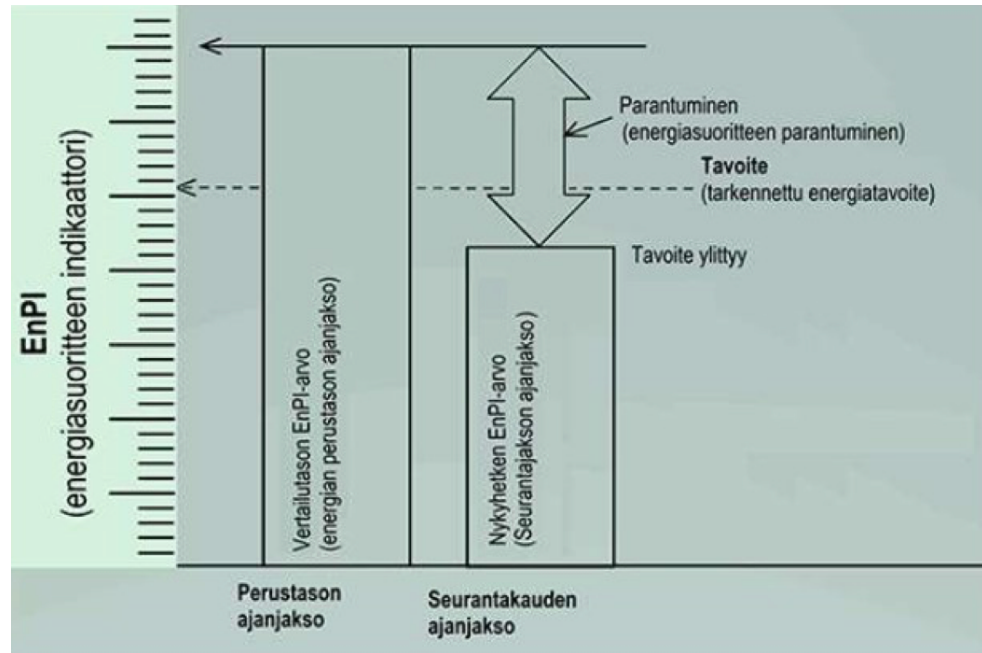 EnPI
(energiasuoritteen indikaattori)
Parantuminen
(energiasuoritteen parantuminen)
Tavoite
(tarkennettu energiatavoite)
Tavoite ylittyy
Vertailutason EnPI-arvo
(energian perustason ajanjakso)
Nykyhetken EnPI-arvo
(Seurantajakson ajanjakso)
Perustason
ajanjakso
Seurantakauden
ajanjakso